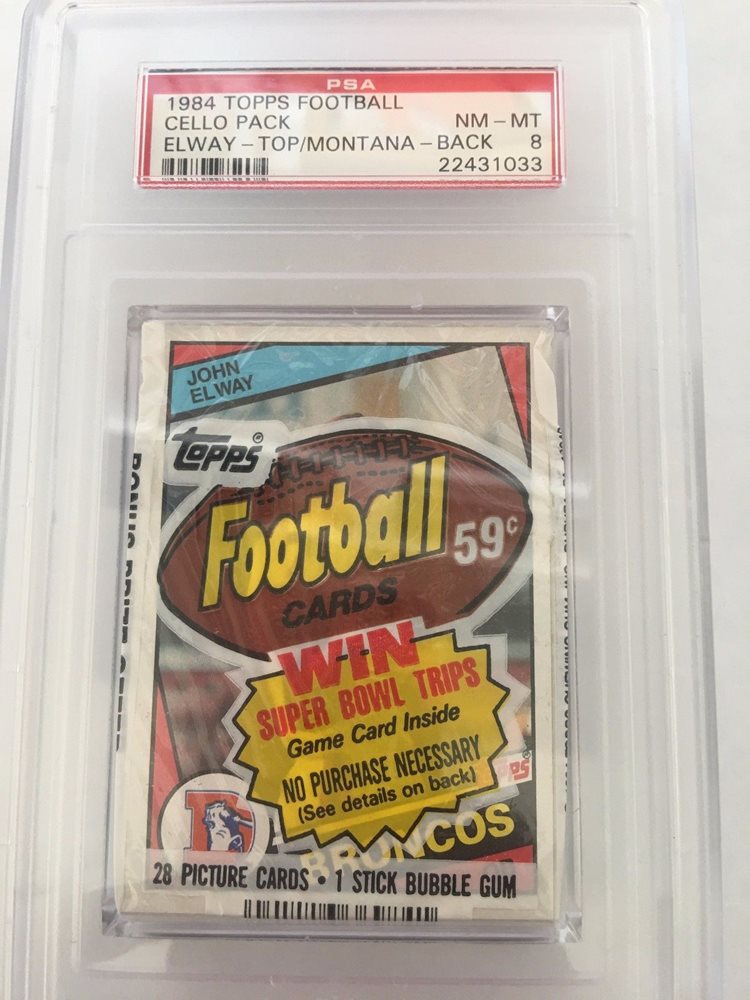 PSA
1984 TOPPS FOOTBALL
CELLO PACK NM - MT
ELWAY - TOP/MONTANA - BACK 8
22431033
JOHN
ELWAY
TOPPS®
Football 59¢
CARDS
WIN
SUPER BOWL TRIPS
Game Card Inside
NO PURCHASE NECESSARY
(See details on back)
BRONCOS
28 PICTURE CARDS • 1 STICK BUBBLE GUM